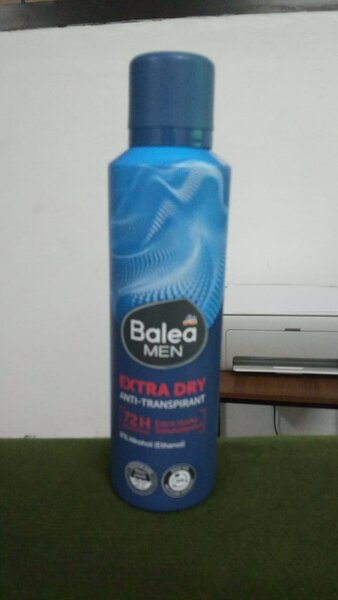 Balea
MEN
EXTRA DRY
ANTI-TRANSPIRANT
72H
0% Alkohol (Ethanol)